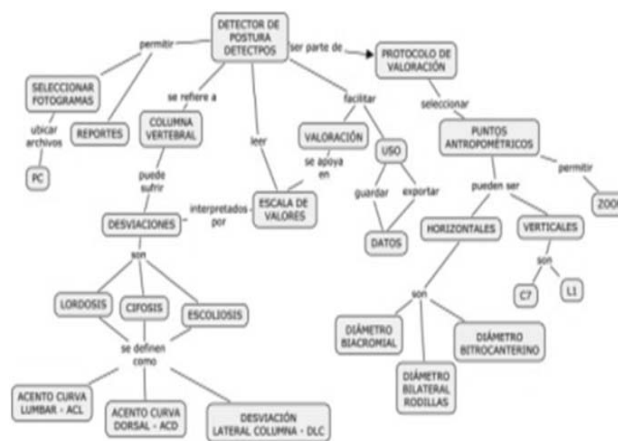 DETECTOR DE
POSTURA
DETECTPOS
permitir
ser parte de
PROTOCOLO DE
VALORACIÓN
SELECCIONAR
FOTOGRAMAS
REPORTES
se refiere a
COLUMNA
VERTEBRAL
leer
facilitar
VALORACIÓN
USO
seleccionar
PUNTOS
ANTROPOMÉTRICOS
ubicar
archivos
PC
puede
sufrir
se apoya
en
guardar
exportar
DATOS
pueden ser
permitir
ZOOM
DESVIACIONES
interpretados
por
ESCALA DE
VALORES
HORIZONTALES
VERTICALES
son
C7
L1
son
LORDOSIS
CIFOSIS
ESCOLIOSIS
son
DIÁMETRO
BIACROMIAL
DIÁMETRO
BILATERAL
RODILLAS
DIÁMETRO
BITROCANTERINO
se definen
como
ACENTO CURVA
LUMBAR - ACL
ACENTO CURVA
DORSAL - ACD
DESVIACIÓN
LATERAL COLUMNA - DLC